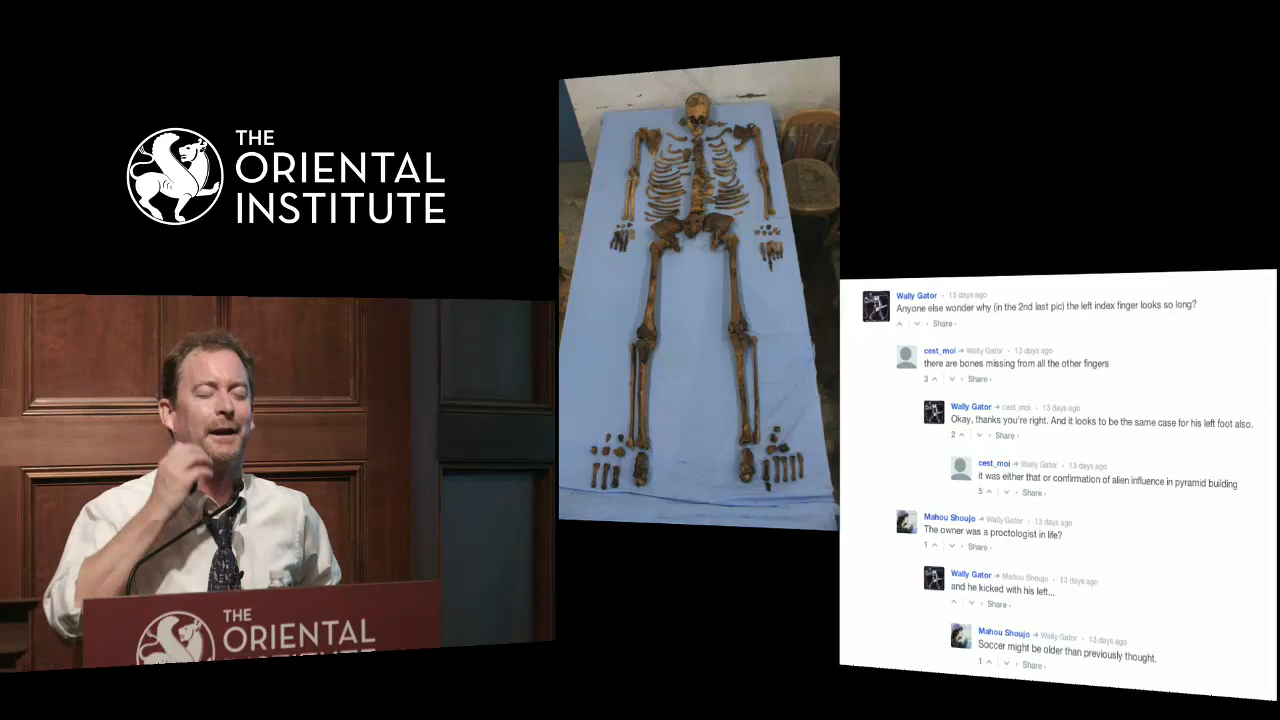 THE
ORIENTAL
INSTITUTE
THE
ORIENTAL
INSTITUTE
Wally Gator • 13 days ago
Anyone else wonder why (in the 2nd last pic) the left index finger looks so long?
Share ›
cest_moi → Wally Gator • 13 days ago
there are bones missing from all the other fingers
3 Share ›
Wally Gator → cest_moi • 13 days ago
Okay, thanks you're right. And it looks to be the same case for his left foot also.
2 Share ›
cest_moi → Wally Gator • 13 days ago
it was either that or confirmation of alien influence in pyramid building
5 Share ›
Mahou Shoujo → Wally Gator • 13 days ago
The owner was a proctologist in life?
1 Share ›
Wally Gator → Mahou Shoujo • 13 days ago
and he kicked with his left...
Share ›
Mahou Shoujo → Wally Gator • 13 days ago
Soccer might be older than previously thought.
1 Share ›